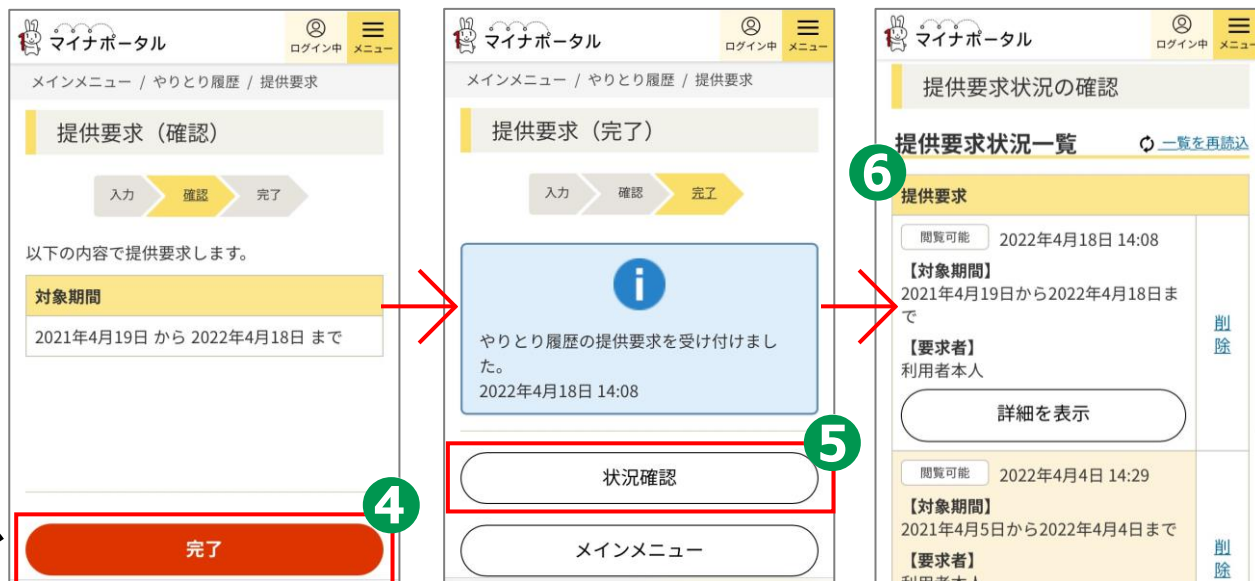 マイナポータル
ログイン中
メニュー
メインメニュー / やりとり履歴 / 提供要求
提供要求（確認）
入力
確認
完了
以下の内容で提供要求します。
対象期間
2021年4月19日 から 2022年4月18日 まで
4
完了
マイナポータル
ログイン中
メニュー
メインメニュー / やりとり履歴 / 提供要求
提供要求（完了）
入力
確認
完了
やりとり履歴の提供要求を受け付けまし
た。
2022年4月18日 14:08
5
状況確認
メインメニュー
マイナポータル
ログイン中
メニュー
提供要求状況の確認
提供要求状況一覧
一覧を再読込
6
提供要求
閲覧可能 2022年4月18日 14:08
【対象期間】
2021年4月19日から2022年4月18日ま
で
【要求者】
利用者本人
詳細を表示
削
除
閲覧可能 2022年4月4日 14:29
【対象期間】
2021年4月5日から2022年4月4日まで
【要求者】
利用者本人
削
除